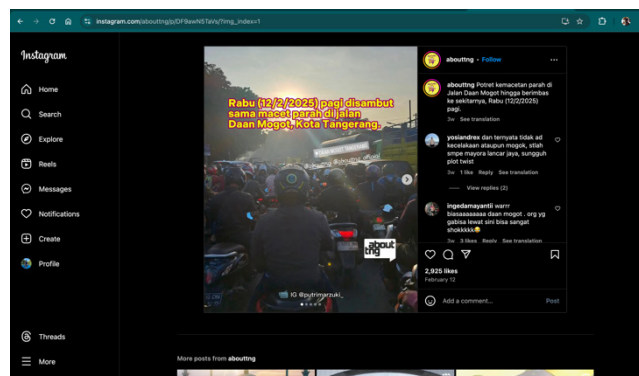 instagram.com/abouttng/p/DF9awN5TaVs/?img_index=1
Instagram
Home
Search
Explore
Reels
Messages
Notifications
Create
Profile
Threads
More
Rabu (12/2/2025) pagi disambut
sama macet parah dijalan
Daan Mogot, Kota Tangerang.
about
tng
IG @putrimarzuki_
abouttng • Follow
abouttng Potret kemacetan parah di
Jalan Daan Mogot hingga berimbas
ke sekitarnya, Rabu (12/2/2025)
pagi.
3w See translation
yosiandrex dan ternyata tidak ad
kecelakaan ataupun mogok, stlah
smpe mayora lancar jaya, sungguh
plot twist
3w 1 like Reply See translation
View replies (2)
ingedamayantii warrr
biasaaaaaaa daan mogot . org yg
gabisa lewat sini bisa sangat
shokkkkk😂
3w 3 likes Reply See translation
2,925 likes
February 12
Add a comment...
Post
More posts from abouttng